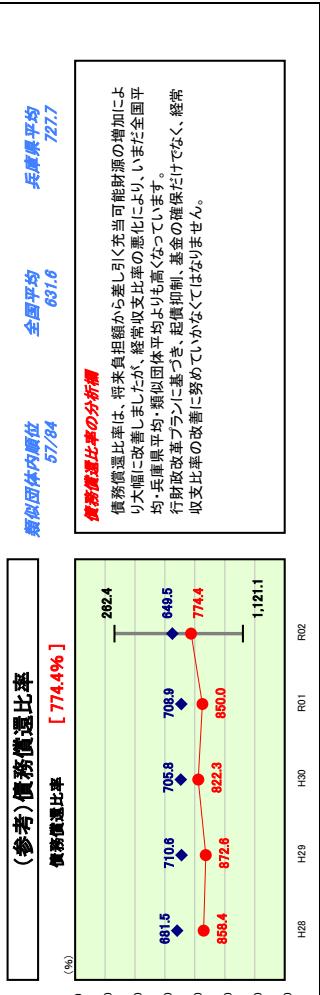 (参考)債務償還比率
債務償還比率 [ 774.4% ]
類似団体内順位
57/84
全国平均
631.6
兵庫県平均
727.7
(%)
262.4
681.5 710.6 705.8 708.9 649.5
858.4 872.6 822.3 850.0 774.4
1,121.1
H28 H29 H30 R01 R02
債務償還比率の分析欄
債務償還比率は、将来負担額から差し引く充当可能財源の増加によ
り大幅に改善しましたが、経常収支比率の悪化により、いまだ全国平
均・兵庫県平均・類似団体平均よりも高くなっています。
行財政改革プランに基づき、起債抑制、基金の確保だけでなく、経常
収支比率の改善に努めていかなくてはなりません。